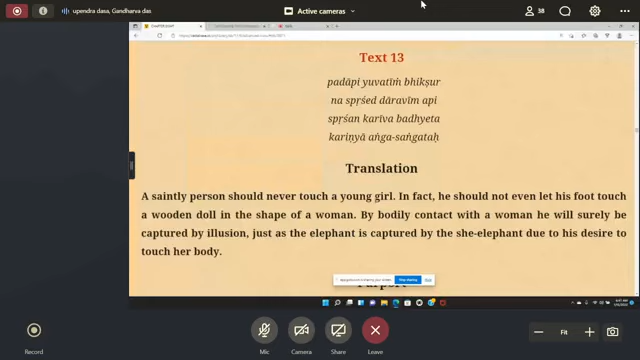 upendra dasa, Gandharva das
Active cameras
38
Text 13
padāpi yuvatīṁ bhikṣur
na spṛśed dāravīm api
spṛśan karīva badhyeta
kariṇyā aṅga-saṅgataḥ
Translation
A saintly person should never touch a young girl. In fact, he should not even let his foot touch
a wooden doll in the shape of a woman. By bodily contact with a woman he will surely be
captured by illusion, just as the elephant is captured by the she-elephant due to his desire to
touch her body.
Stop sharing
Hide
Purport
Record
Mic
Camera
Share
Leave
Fit